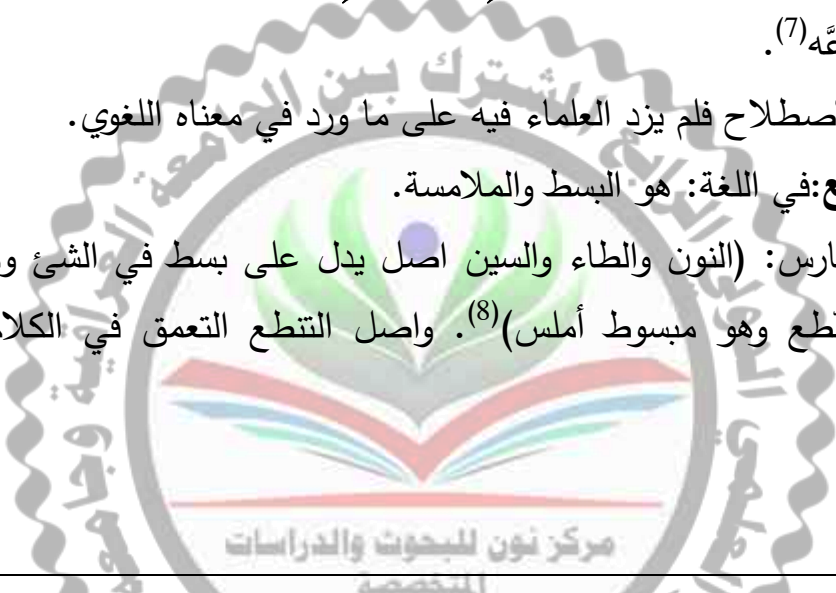 عَّه(7).
صطلاح فلم يزد العلماء فيه على ما ورد في معناه اللغوي.
ع:في اللغة: هو البسط والملامسة.
ارس: (النون والطاء والسين اصل يدل على بسط في الشئ و
طع وهو مبسوط أملس)(8). واصل التنطع التعمق في الكلا
مركز نون للبحوث والدراسات
المتخصصة